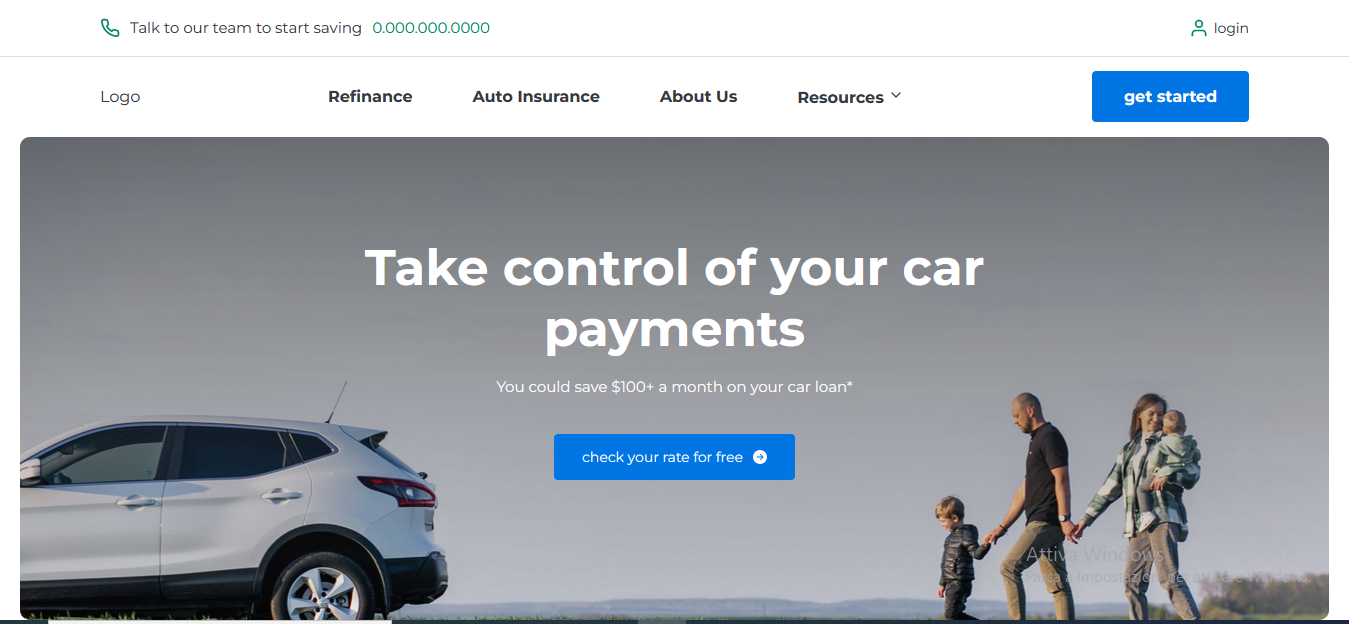 Talk to our team to start saving 0.000.000.0000
login
Logo
Refinance
Auto Insurance
About Us
Resources
get started
Take control of your car
payments
You could save $100+ a month on your car loan*
check your rate for free
Attiva Windows
Passa a Impostazioni per attivare Windows.